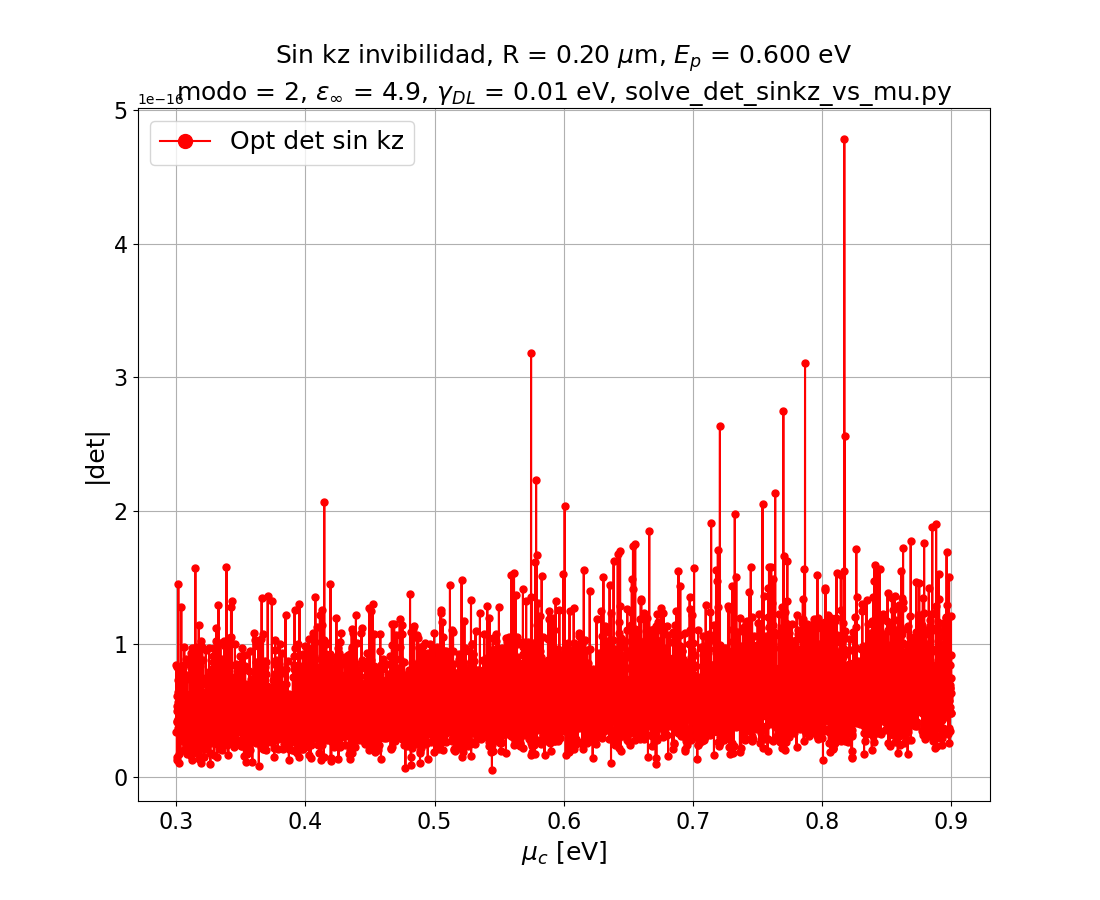 Sin kz invibilidad, R = 0.20 μm, E_p = 0.600 eV
modo = 2, ε_∞ = 4.9, γ_DL = 0.01 eV, solve_det_sinkz_vs_mu.py
1e−16
Opt det sin kz
5
4
3
2
1
0
|det|
0.3 0.4 0.5 0.6 0.7 0.8 0.9
μ_c [eV]